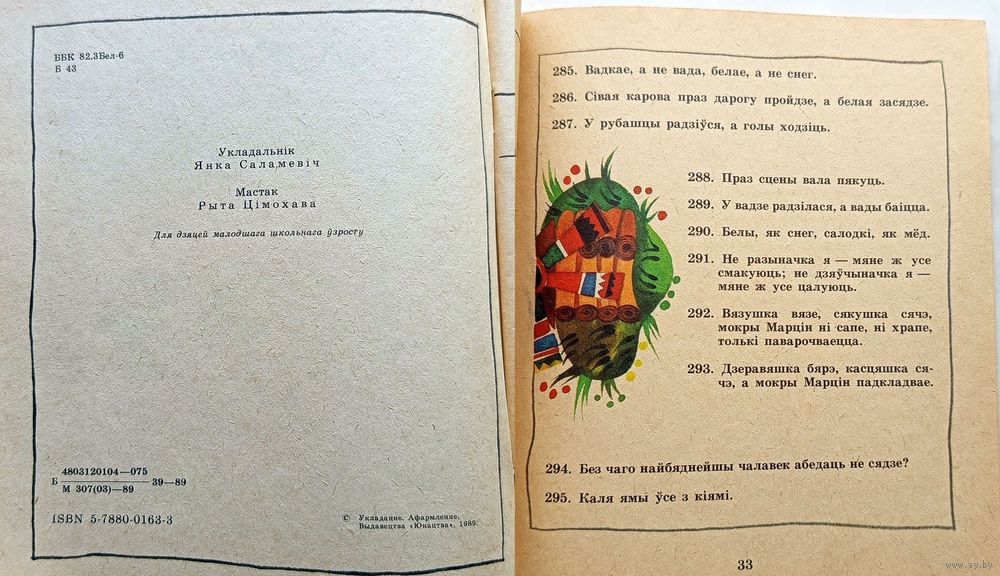 ББК 82.3Бел-6
Б 43
Укладальнік
Янка Саламевіч
Мастак
Рыта Цімохава
Для дзяцей малодшага школьнага ўзросту
Б 4803120104—075 39—89
М 307(03)—89
ISBN 5-7880-0163-3
© Укладанне. Афармленне.
Выдавецтва «Юнацтва», 1989.
285. Вадкае, а не вада, белае, а не снег.
286. Сівая карова праз дарогу пройдзе, а белая засядзе.
287. У рубашцы радзіўся, а голы ходзіць.
288. Праз сцены вала пякуць.
289. У вадзе радзілася, а вады баіцца.
290. Белы, як снег, салодкі, як мёд.
291. Не разыначка я — мяне ж усе
смакуюць; не дзяўчыначка я —
мяне ж усе цалуюць.
292. Вязушка вязе, сякушка сячэ,
мокры Марцін ні сапе, ні храпе,
толькі паварочваецца.
293. Дзеравяшка бярэ, касцяшка ся-
чэ, а мокры Марцін падкладвае.
294. Без чаго найбяднейшы чалавек абедаць не сядзе?
295. Каля ямы ўсе з кіямі.
33
www.ay.by